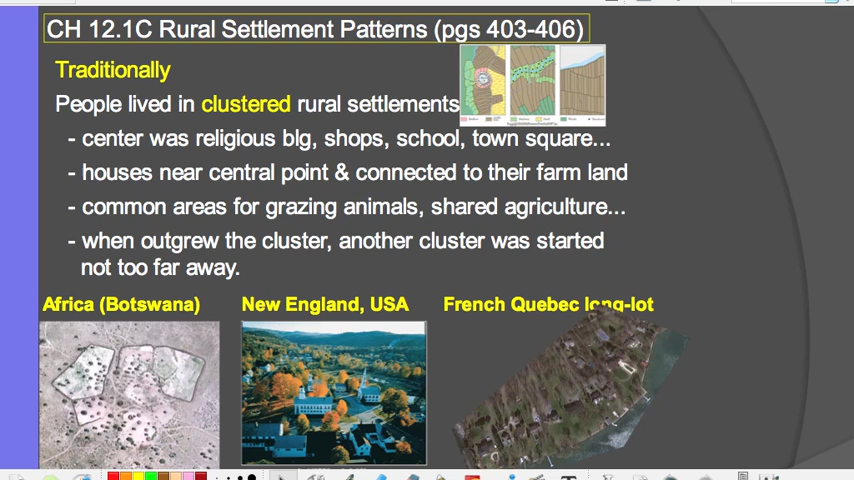 CH 12.1C Rural Settlement Patterns (pgs 403-406)
Traditionally
People lived in clustered rural settlements
- center was religious blg, shops, school, town square...
- houses near central point & connected to their farm land
- common areas for grazing animals, shared agriculture...
- when outgrew the cluster, another cluster was started
not too far away.
Africa (Botswana) New England, USA French Quebec long-lot